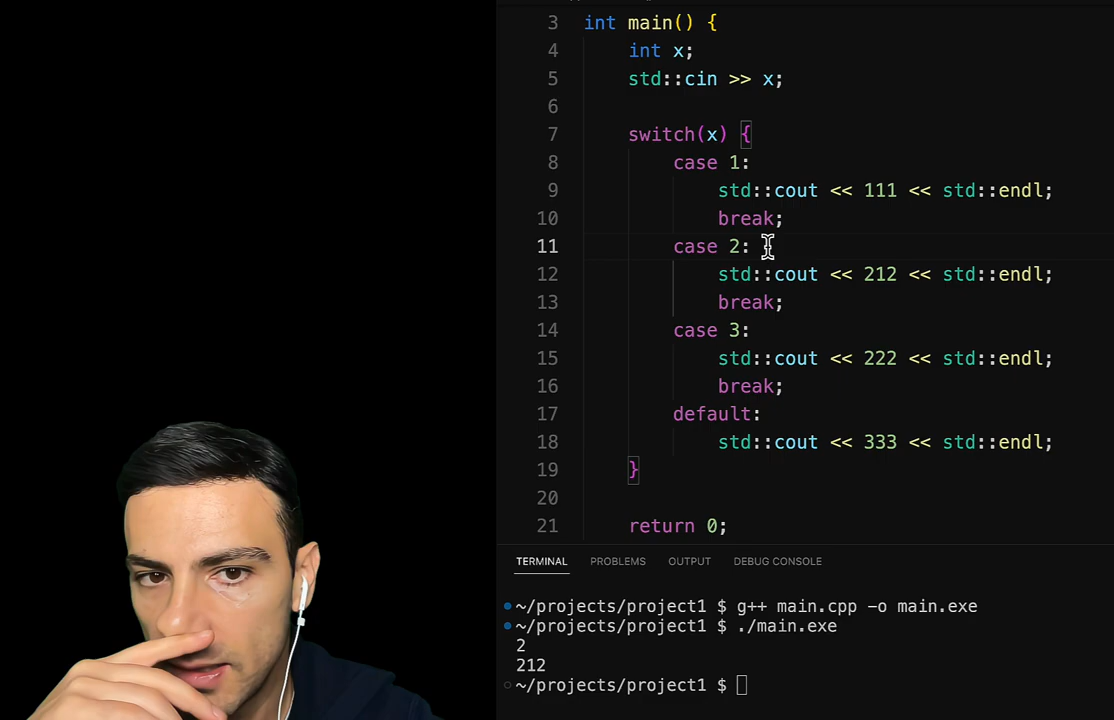 3 int main() {
4 int x;
5 std::cin >> x;
6
7 switch(x) {
8 case 1:
9 std::cout << 111 << std::endl;
10 break;
11 case 2:
12 std::cout << 212 << std::endl;
13 break;
14 case 3:
15 std::cout << 222 << std::endl;
16 break;
17 default:
18 std::cout << 333 << std::endl;
19 }
20
21 return 0;
TERMINAL PROBLEMS OUTPUT DEBUG CONSOLE
~/projects/project1 $ g++ main.cpp -o main.exe
~/projects/project1 $ ./main.exe
2
212
~/projects/project1 $